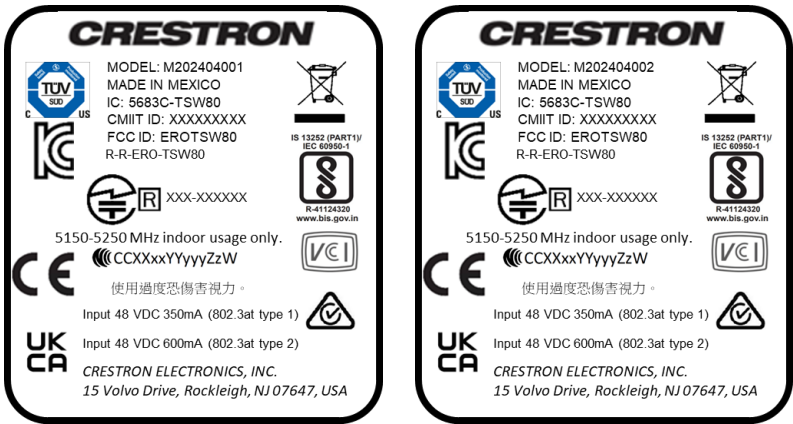 CRESTRON
MODEL: M202404001
MADE IN MEXICO
IC: 5683C-TSW80
CMIIT ID: XXXXXXXXX
FCC ID: EROTSW80
R-R-ERO-TSW80
TÜV
SÜD
C US
IS 13252 (PART1)/
IEC 60950-1
R-41124320
www.bis.gov.in
R XXX-XXXXXX
5150-5250 MHz indoor usage only.
VCI
CCXXxxYYyyyZzW
CE
使用過度恐傷害視力。
Input 48 VDC 350mA (802.3at type 1)
Input 48 VDC 600mA (802.3at type 2)
UK
CA
CRESTRON ELECTRONICS, INC.
15 Volvo Drive, Rockleigh, NJ 07647, USA
CRESTRON
MODEL: M202404002
MADE IN MEXICO
IC: 5683C-TSW80
CMIIT ID: XXXXXXXXX
FCC ID: EROTSW80
R-R-ERO-TSW80
TÜV
SÜD
C US
IS 13252 (PART1)/
IEC 60950-1
R-41124320
www.bis.gov.in
R XXX-XXXXXX
5150-5250 MHz indoor usage only.
VCI
CCXXxxYYyyyZzW
CE
使用過度恐傷害視力。
Input 48 VDC 350mA (802.3at type 1)
Input 48 VDC 600mA (802.3at type 2)
UK
CA
CRESTRON ELECTRONICS, INC.
15 Volvo Drive, Rockleigh, NJ 07647, USA